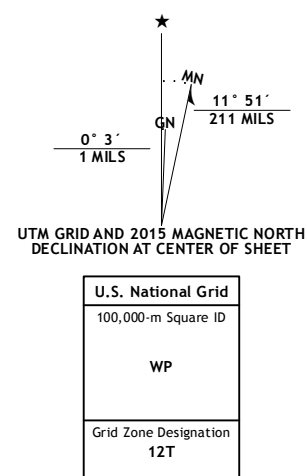 ★
MN
GN
11° 51´
211 MILS
0° 3´
1 MILS
UTM GRID AND 2015 MAGNETIC NORTH
DECLINATION AT CENTER OF SHEET
U.S. National Grid
100,000-m Square ID
WP
Grid Zone Designation
12T